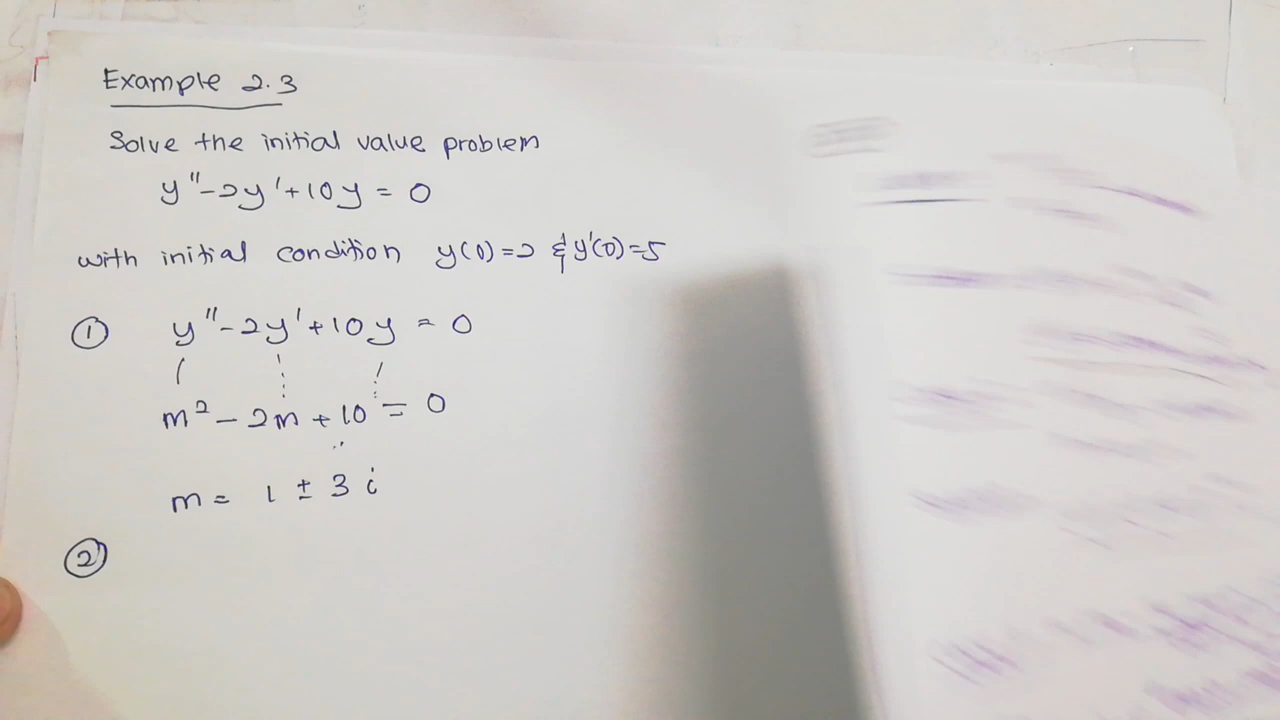 Example 2.3
Solve the initial value problem
y''-2y'+10y = 0
with initial condition y(0)=2 & y'(0)=5
① y''-2y'+10y = 0
m² - 2m + 10 = 0
m = 1 ± 3i
②